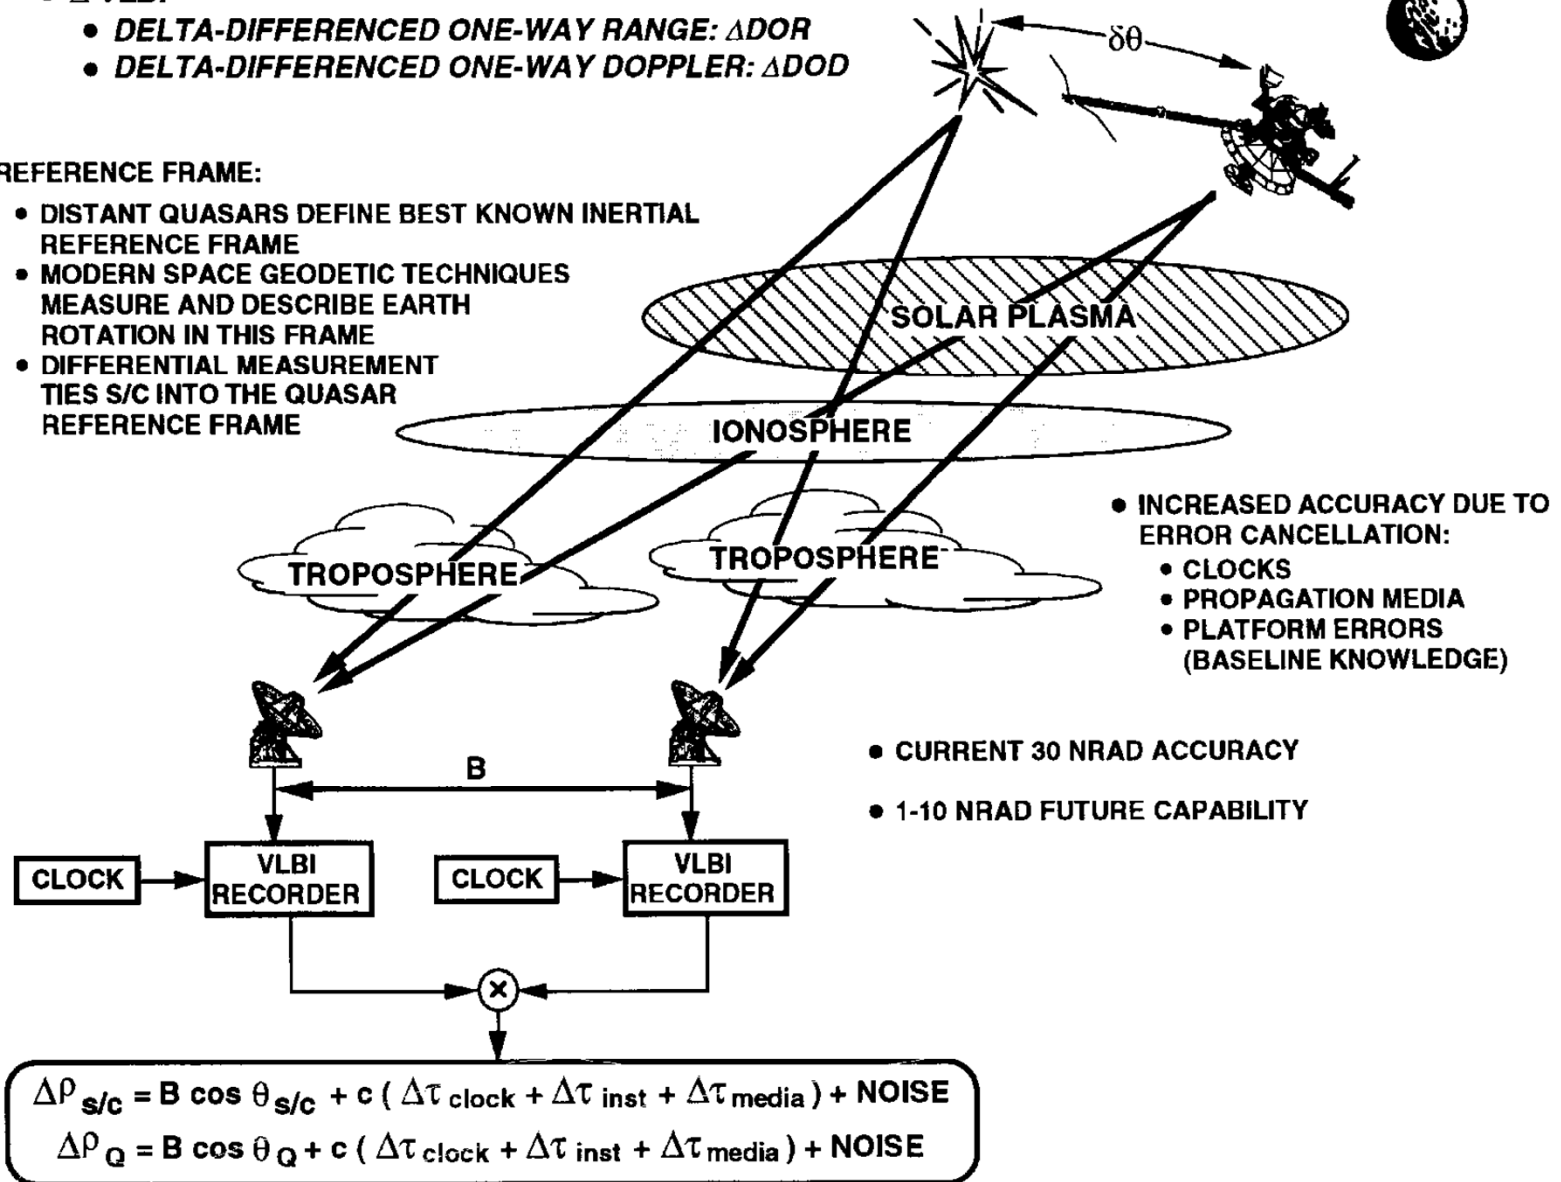 • DELTA-DIFFERENCED ONE-WAY RANGE: ΔDOR
• DELTA-DIFFERENCED ONE-WAY DOPPLER: ΔDOD
δθ
REFERENCE FRAME:
• DISTANT QUASARS DEFINE BEST KNOWN INERTIAL
REFERENCE FRAME
• MODERN SPACE GEODETIC TECHNIQUES
MEASURE AND DESCRIBE EARTH
ROTATION IN THIS FRAME
• DIFFERENTIAL MEASUREMENT
TIES S/C INTO THE QUASAR
REFERENCE FRAME
SOLAR PLASMA
IONOSPHERE
TROPOSPHERE
TROPOSPHERE
• INCREASED ACCURACY DUE TO
ERROR CANCELLATION:
• CLOCKS
• PROPAGATION MEDIA
• PLATFORM ERRORS
(BASELINE KNOWLEDGE)
B
• CURRENT 30 NRAD ACCURACY
• 1-10 NRAD FUTURE CAPABILITY
CLOCK
VLBI
RECORDER
CLOCK
VLBI
RECORDER
×
Δρ s/c = B cos θ s/c + c ( Δτ clock + Δτ inst + Δτ media ) + NOISE
Δρ Q = B cos θ Q + c ( Δτ clock + Δτ inst + Δτ media ) + NOISE